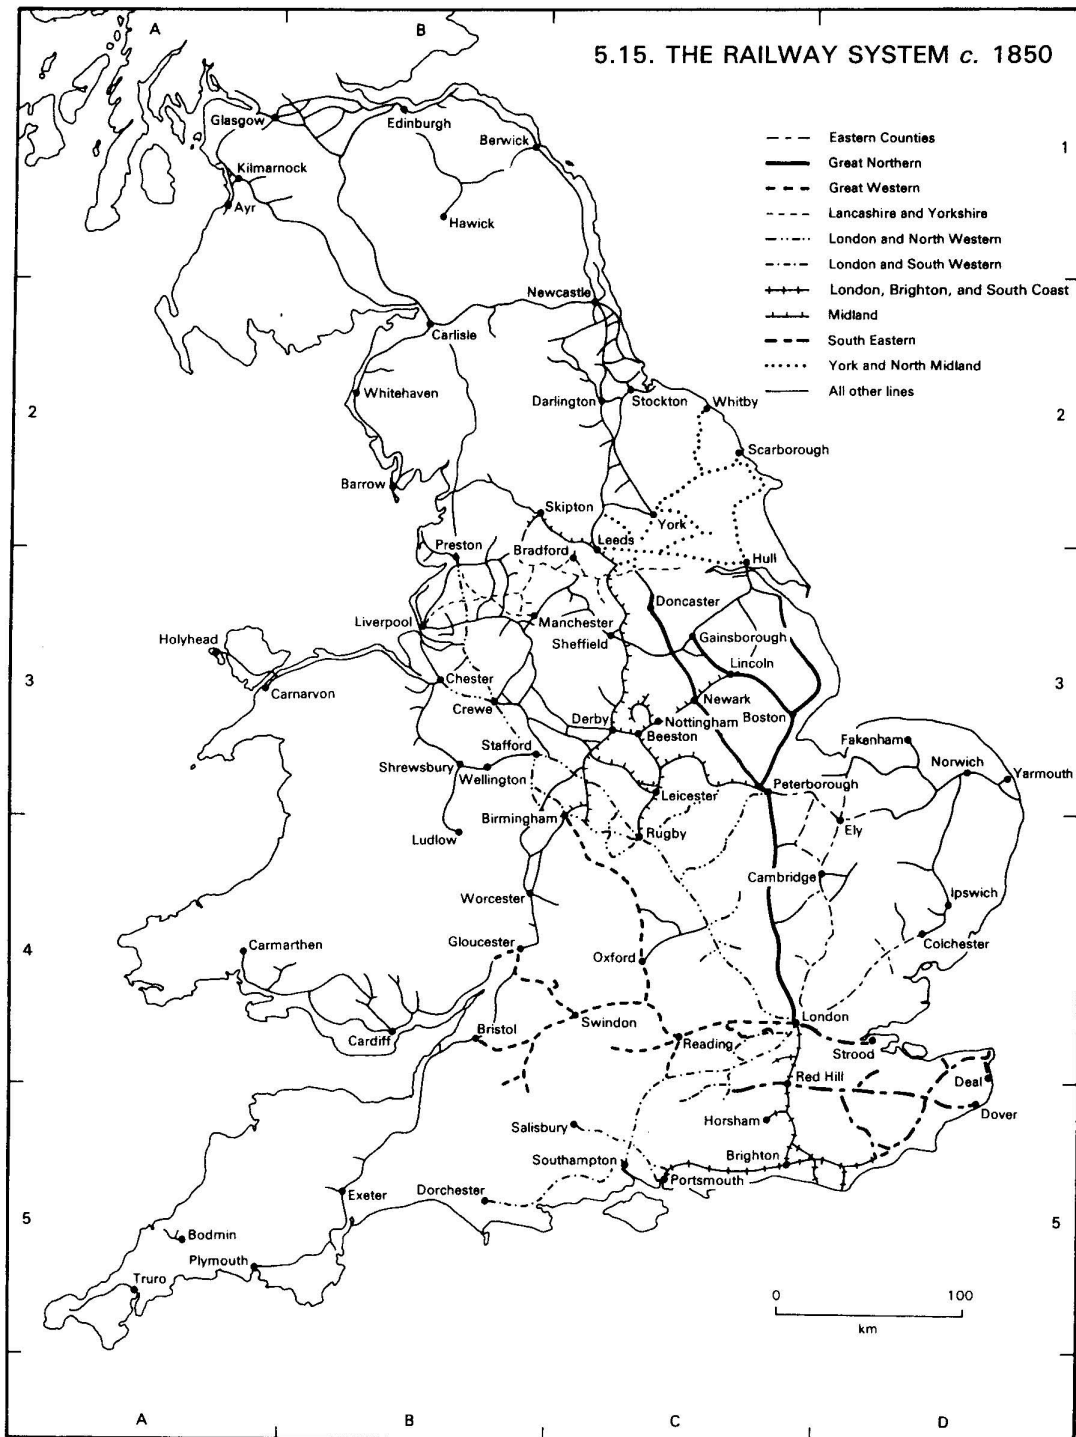 A
B
5.15. THE RAILWAY SYSTEM c. 1850
Eastern Counties
Great Northern
Great Western
Lancashire and Yorkshire
London and North Western
London and South Western
London, Brighton, and South Coast
Midland
South Eastern
York and North Midland
All other lines
1
Glasgow
Edinburgh
Berwick
Kilmarnock
Ayr
Hawick
Newcastle
Carlisle
2
Whitehaven
Darlington
Stockton
Whitby
2
Scarborough
Barrow
Skipton
York
Preston
Bradford
Leeds
Hull
Doncaster
Liverpool
Manchester
Sheffield
Gainsborough
Holyhead
Lincoln
3
Carnarvon
Chester
Crewe
Newark
Boston
3
Derby
Nottingham
Beeston
Stafford
Fakenham
Norwich
Yarmouth
Shrewsbury
Wellington
Leicester
Peterborough
Birmingham
Ludlow
Rugby
Ely
Cambridge
Worcester
Ipswich
4
Carmarthen
Gloucester
Oxford
Colchester
4
Swindon
London
Cardiff
Bristol
Reading
Strood
Red Hill
Deal
Dover
Salisbury
Horsham
Southampton
Brighton
Portsmouth
Exeter
Dorchester
5
Bodmin
5
Plymouth
Truro
0
100
km
A
B
C
D